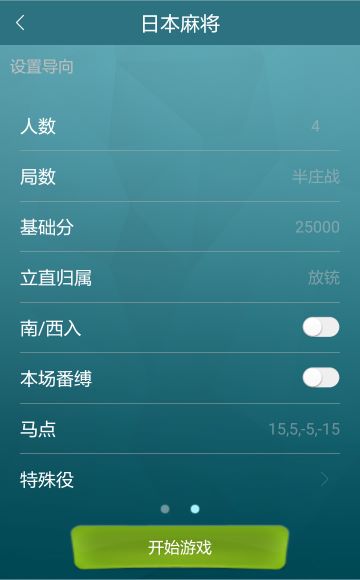 日本麻将
设置导向
人数 4
局数 半庄战
基础分 25000
立直归属 放铳
南/西入
本场番缚
马点 15,5,-5,-15
特殊役
开始游戏